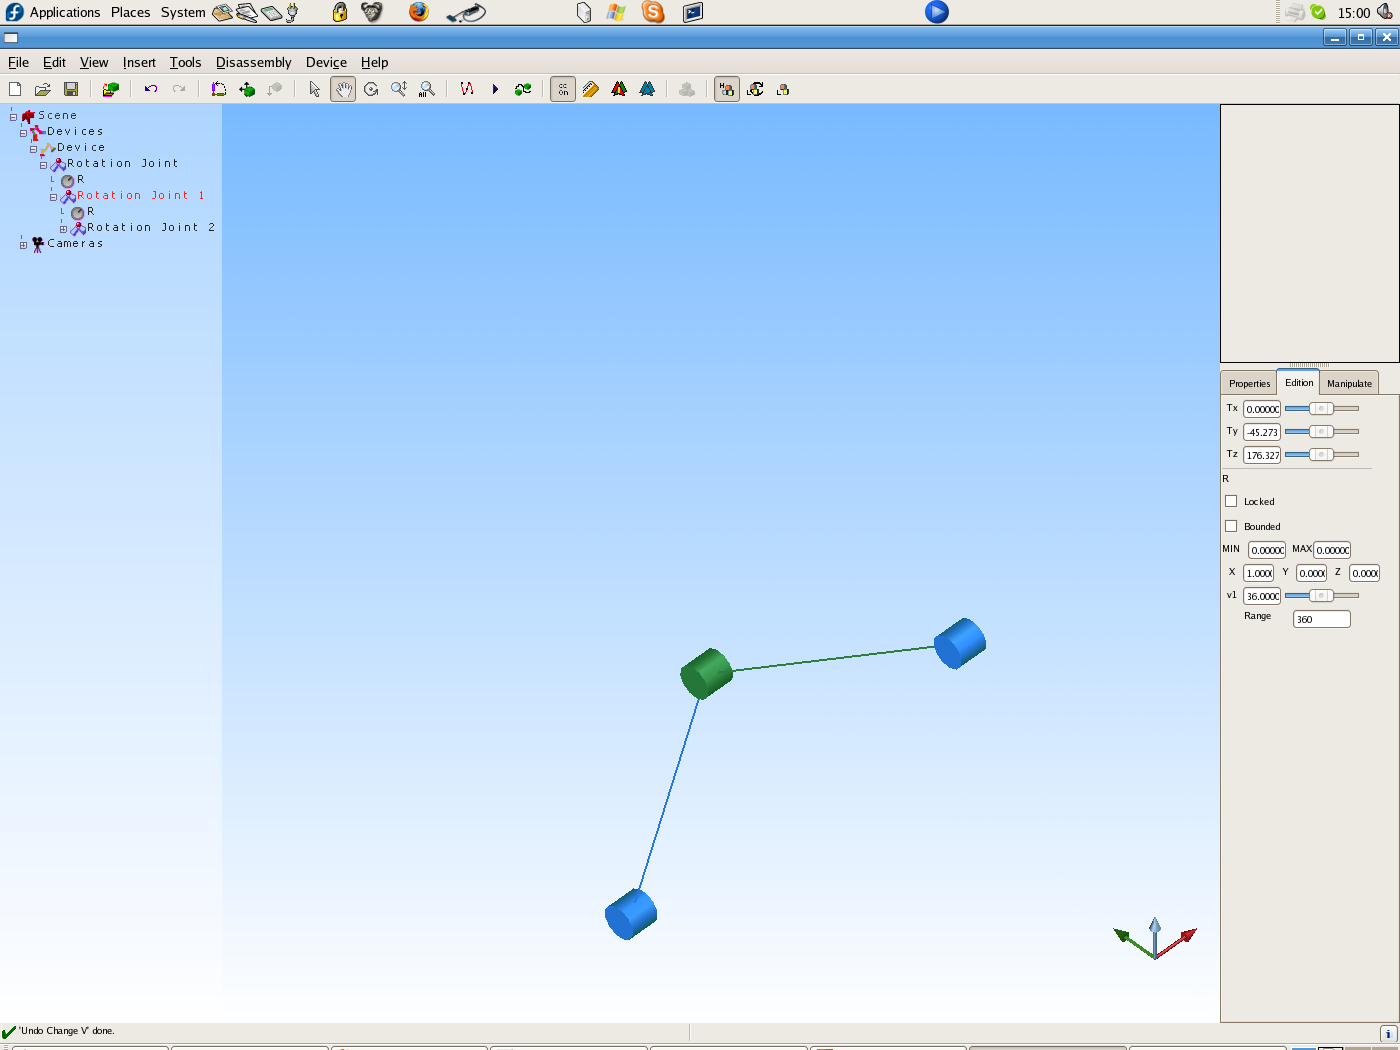 Applications Places System 15:00
File Edit View Insert Tools Disassembly Device Help
CC on All
Scene
Devices
Device
Rotation Joint
R
Rotation Joint 1
R
Rotation Joint 2
Cameras
Properties Edition Manipulate
Tx 0.0000
Ty -45.273
Tz 176.327
R
Locked
Bounded
MIN 0.0000 MAX 0.0000
X 1.000 Y 0.000 Z 0.000
v1 36.000
Range 360
'Undo Change V' done.